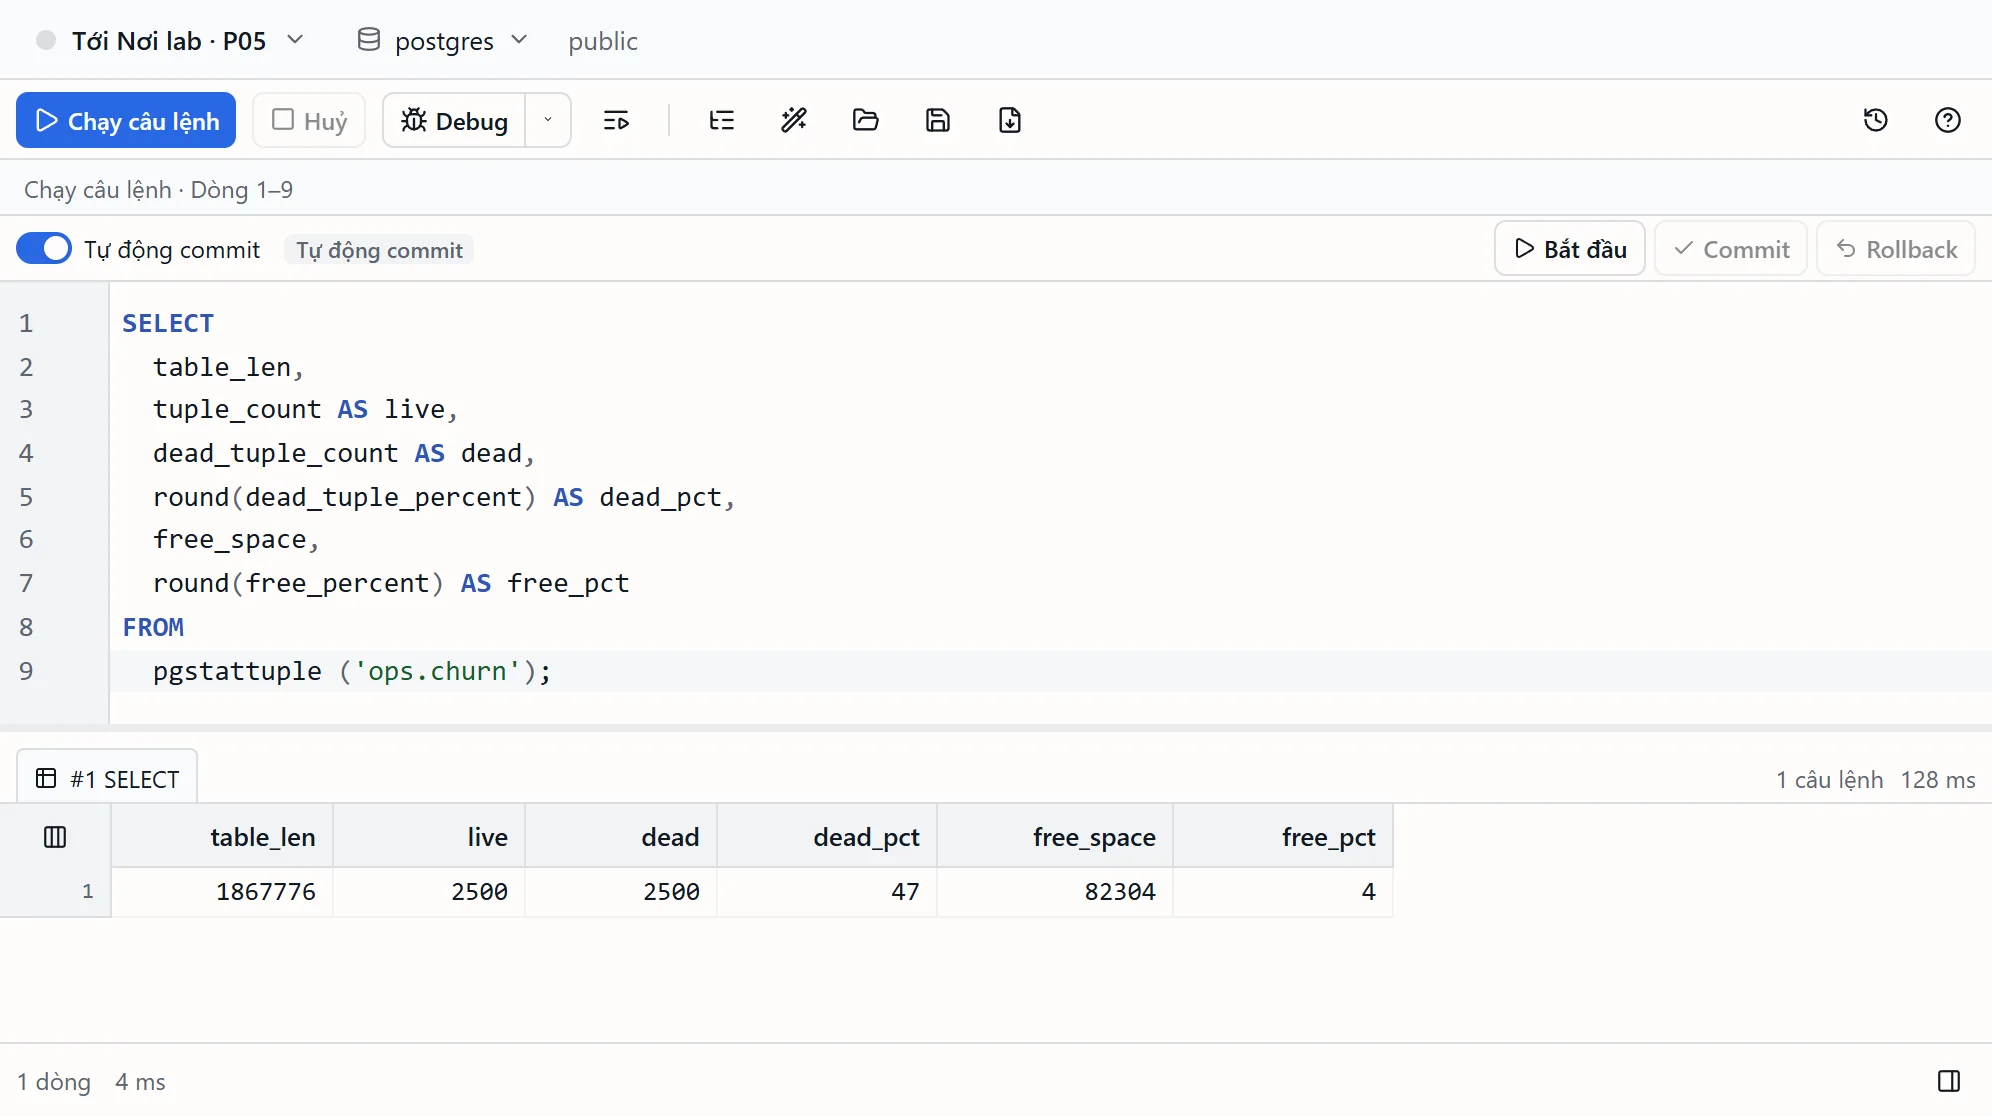 Tới Nơi lab · P05 postgres public
Chạy câu lệnh Huỷ Debug
Chạy câu lệnh · Dòng 1–9
Tự động commit Tự động commit Bắt đầu Commit Rollback
1 SELECT
2 table_len,
3 tuple_count AS live,
4 dead_tuple_count AS dead,
5 round(dead_tuple_percent) AS dead_pct,
6 free_space,
7 round(free_percent) AS free_pct
8 FROM
9 pgstattuple ('ops.churn');
#1 SELECT 1 câu lệnh 128 ms
table_len live dead dead_pct free_space free_pct
1 1867776 2500 2500 47 82304 4
1 dòng 4 ms